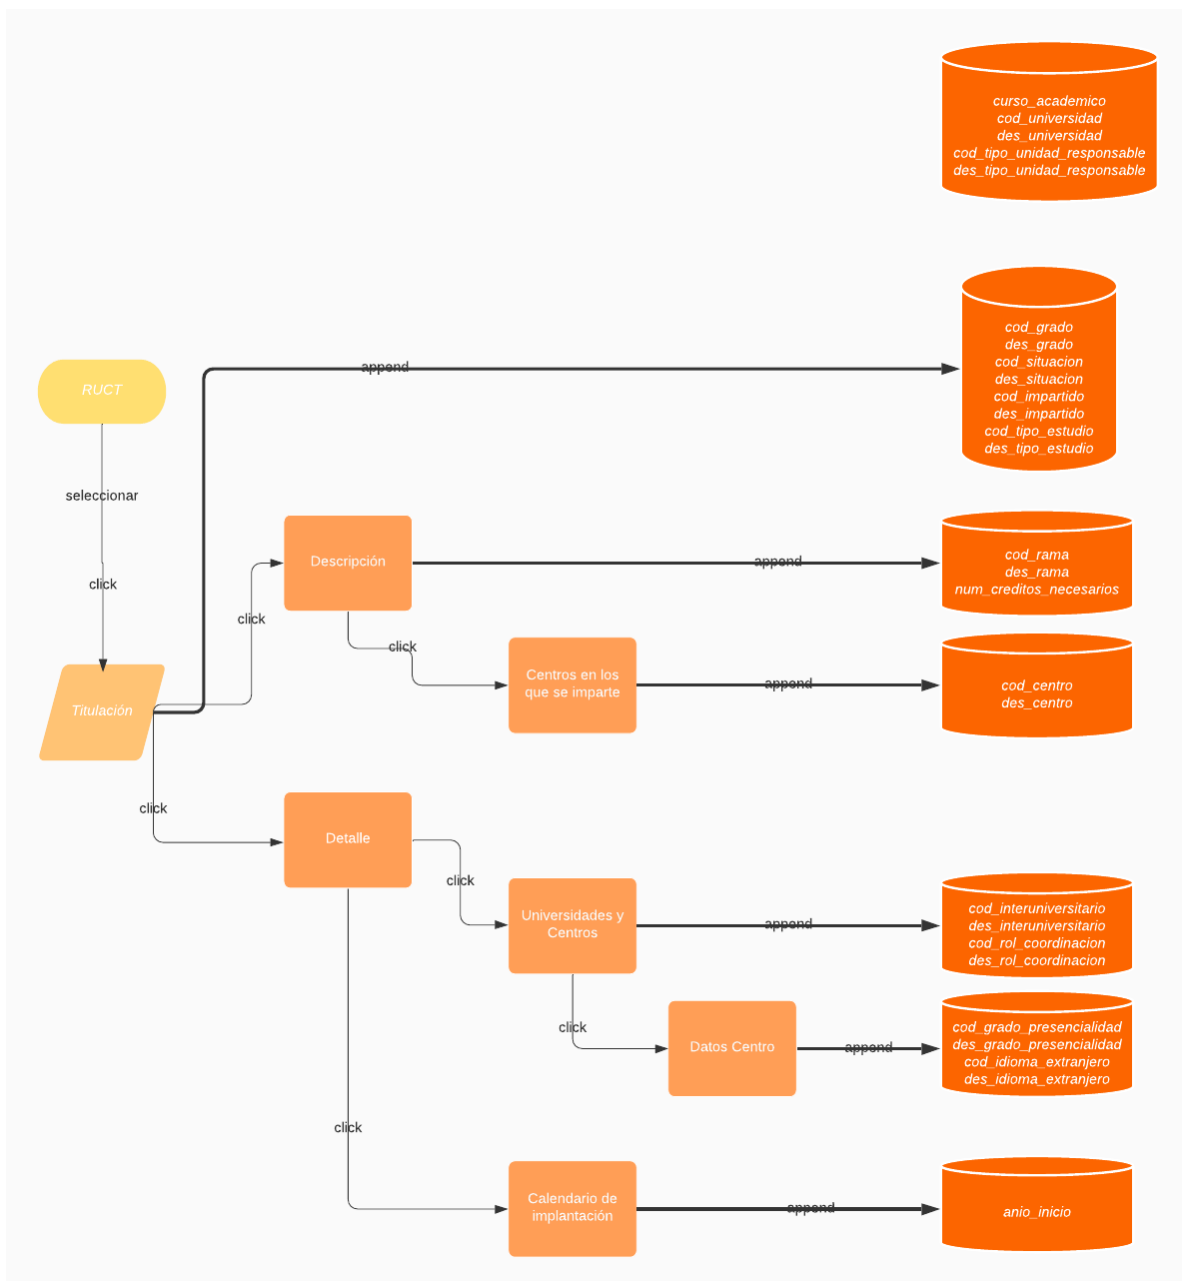 curso_academico
cod_universidad
des_universidad
cod_tipo_unidad_responsable
des_tipo_unidad_responsable
cod_grado
des_grado
cod_situacion
des_situacion
cod_impartido
des_impartido
cod_tipo_estudio
des_tipo_estudio
append
RUCT
seleccionar
click
Titulación
click
Descripción
append
cod_rama
des_rama
num_creditos_necesarios
click
Centros en los
que se imparte
append
cod_centro
des_centro
click
Detalle
click
Universidades y
Centros
append
cod_interuniversitario
des_interuniversitario
cod_rol_coordinacion
des_rol_coordinacion
click
Datos Centro
append
cod_grado_presencialidad
des_grado_presencialidad
cod_idioma_extranjero
des_idioma_extranjero
click
Calendario de
implantación
append
anio_inicio